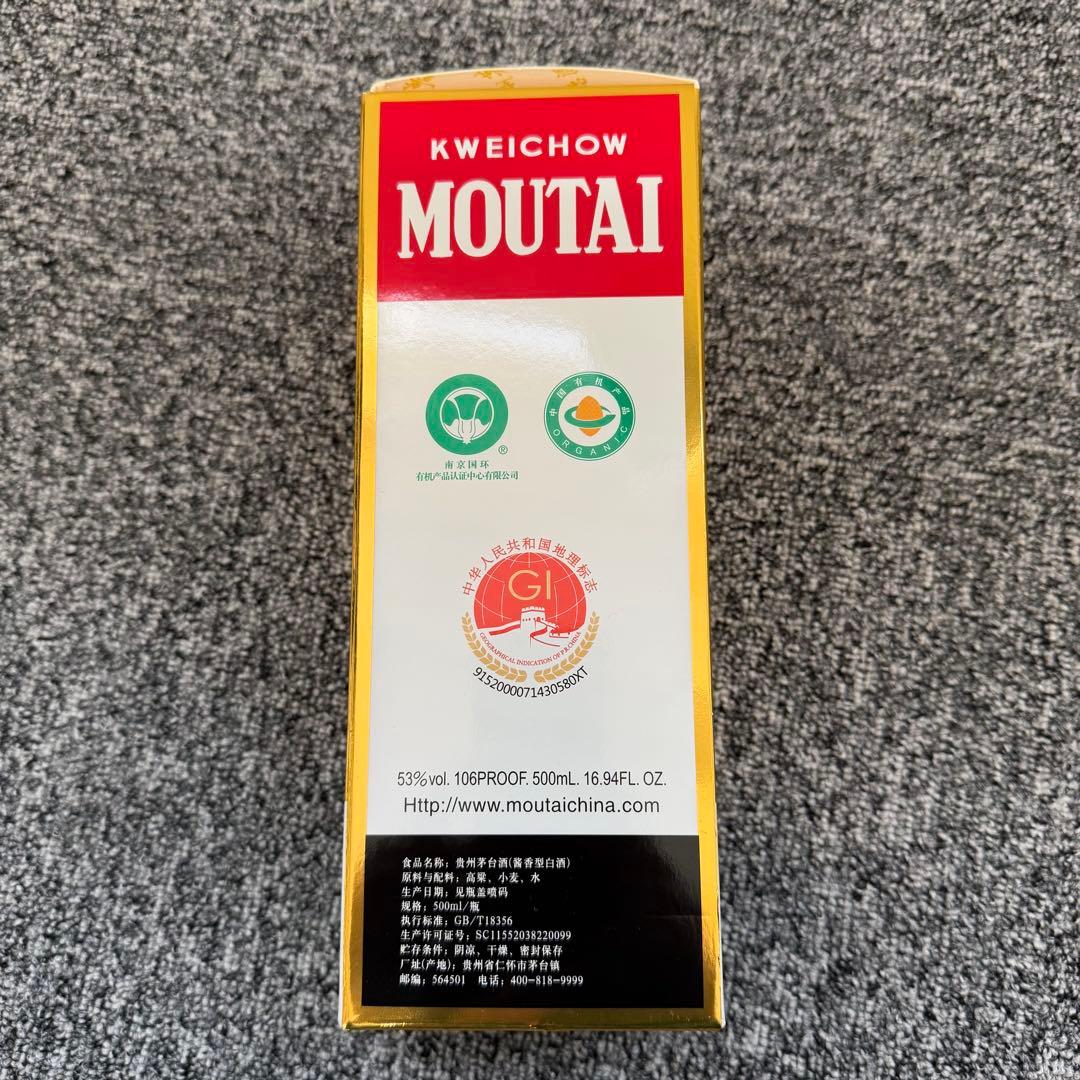 KWEICHOW
MOUTAI
®
南京国环
有机产品认证中心有限公司
中国有机产品
ORGANIC
中华人民共和国地理标志
GI
GEOGRAPHICAL INDICATION OF P.R.CHINA
9152000071430580XT
53%vol. 106PROOF. 500mL. 16.94FL. OZ.
Http://www.moutaichina.com
食品名称：贵州茅台酒(酱香型白酒)
原料与配料：高粱、小麦、水
生产日期：见瓶盖喷码
规格：500ml/瓶
执行标准：GB/T18356
生产许可证号：SC11552038220099
贮存条件：阴凉、干燥、密封保存
厂址(产地)：贵州省仁怀市茅台镇
邮编：564501 电话：400-818-9999